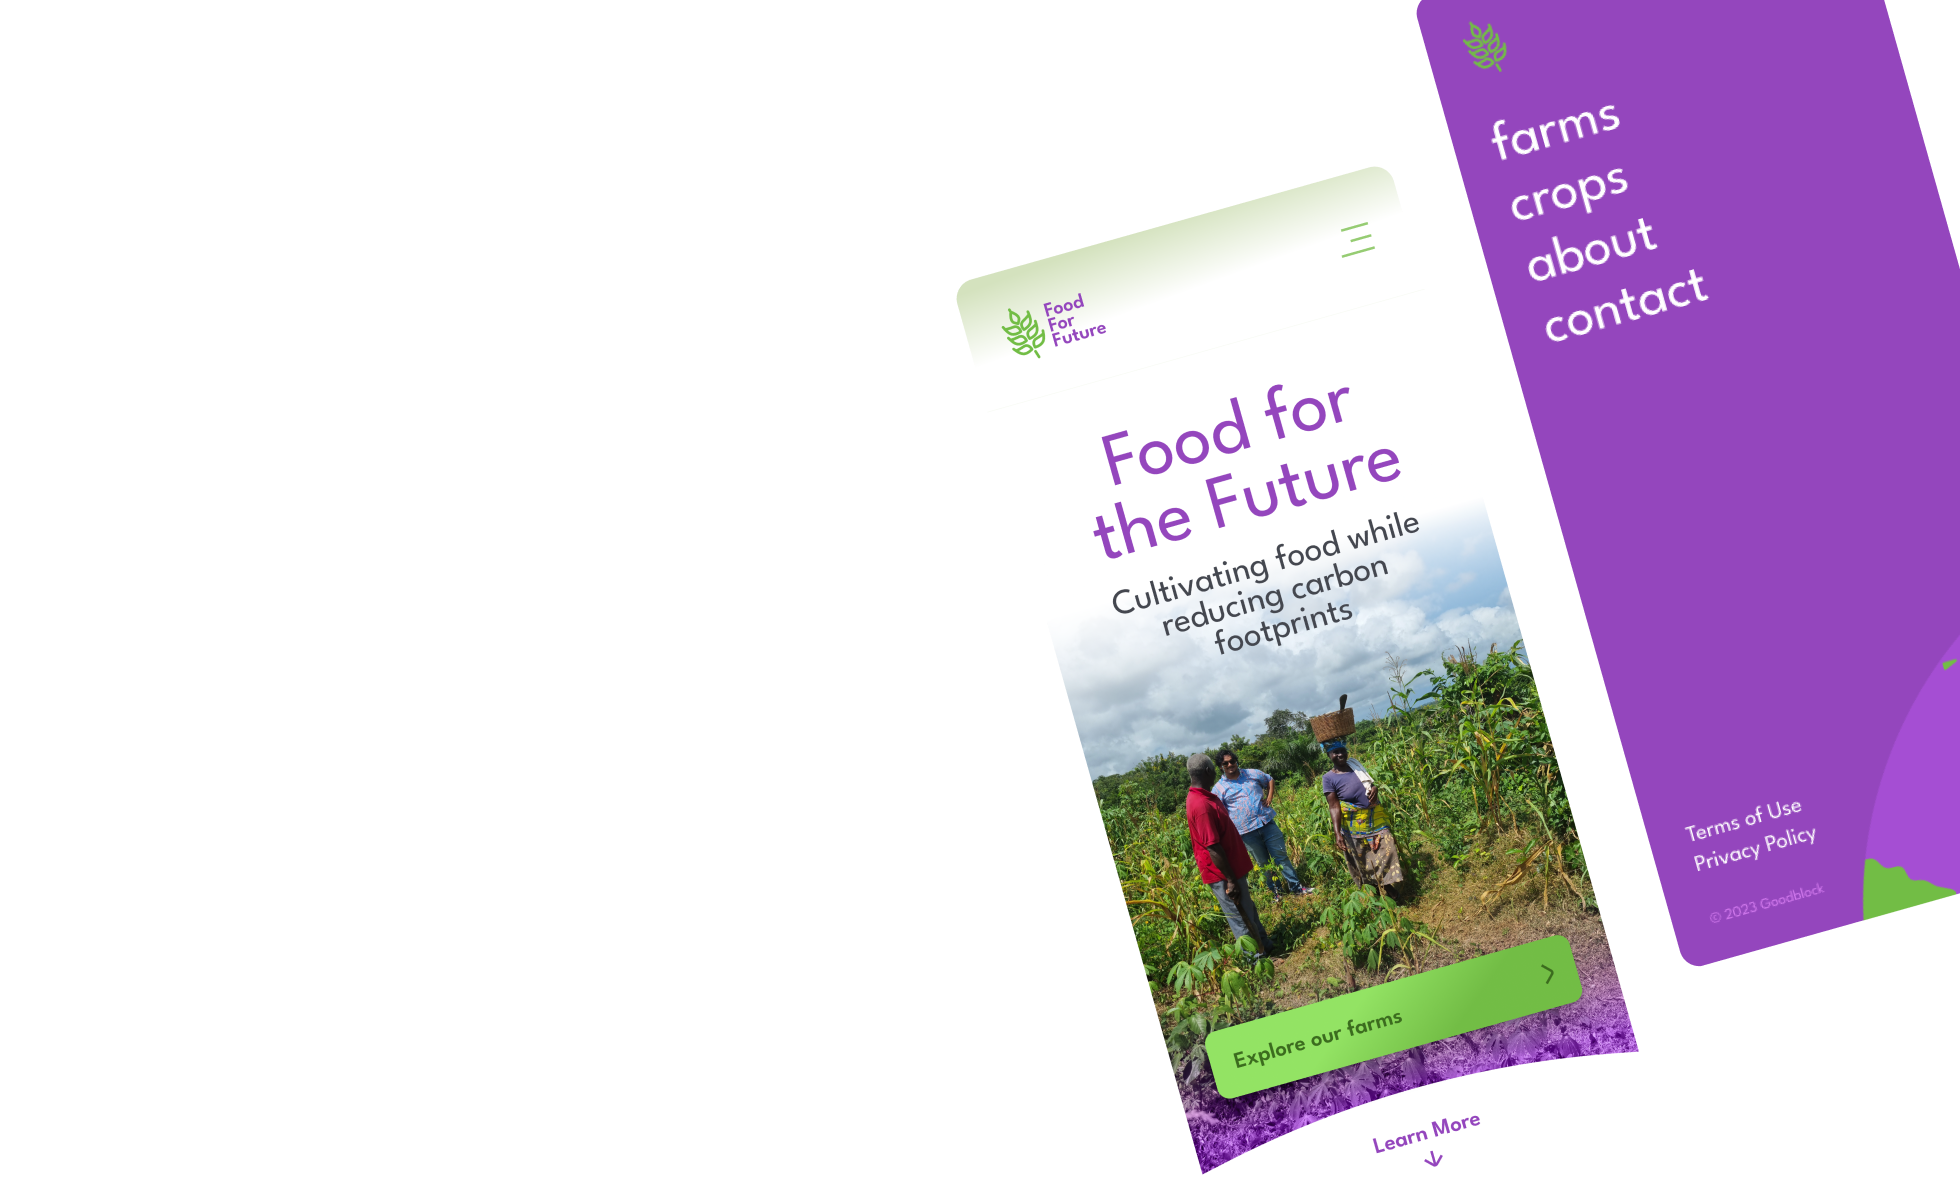 Food
For
Future
Food for
the Future
Cultivating food while
reducing carbon
footprints
Explore our farms
Learn More
farms
crops
about
contact
Terms of Use
Privacy Policy
© 2023 Goodblock